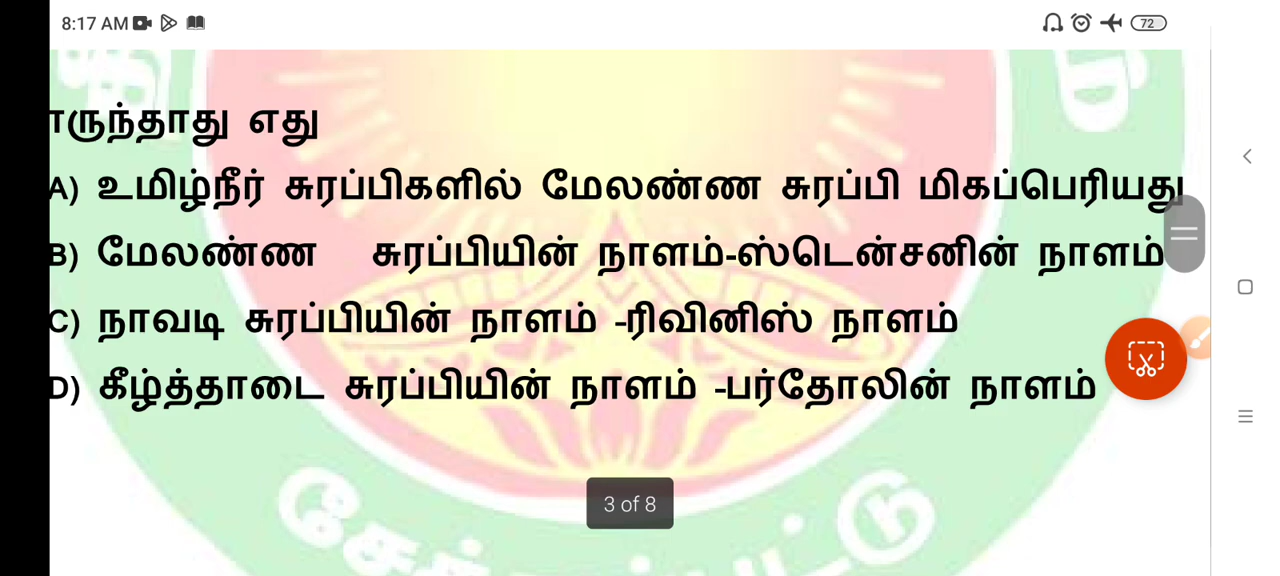 8:17 AM
72
ாருந்தாது எது
A) உமிழ்நீர் சுரப்பிகளில் மேலண்ண சுரப்பி மிகப்பெரியது
B) மேலண்ண சுரப்பியின் நாளம்-ஸ்டென்சனின் நாளம்
C) நாவடி சுரப்பியின் நாளம் -ரிவினிஸ் நாளம்
D) கீழ்த்தாடை சுரப்பியின் நாளம் -பர்தோலின் நாளம்
3 of 8